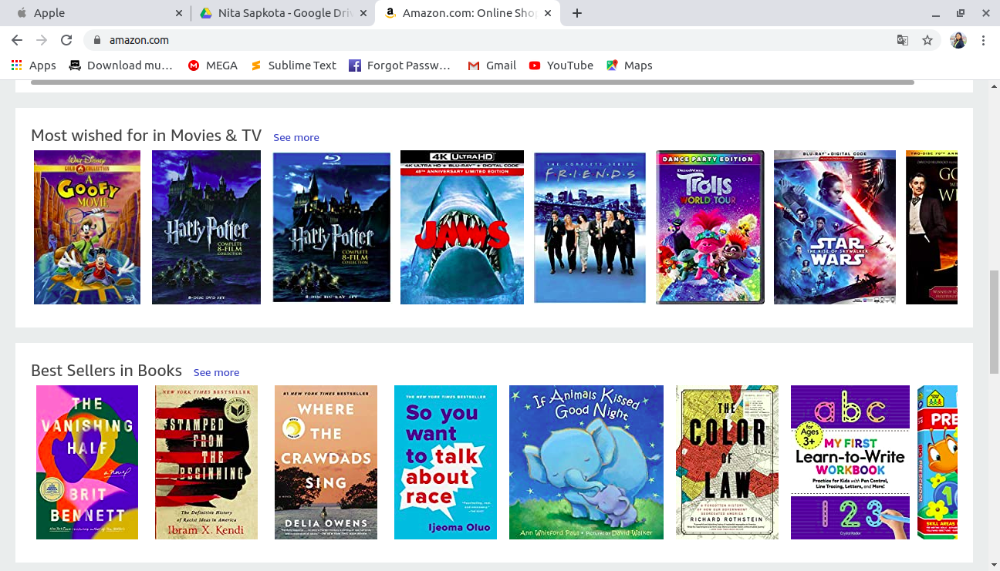 Apple
Nita Sapkota - Google Driv
Amazon.com: Online Sho
amazon.com
Apps
Download mu...
MEGA
Sublime Text
Forgot Passw...
Gmail
YouTube
Maps
Most wished for in Movies & TV See more
WALT DISNEY
GOLD COLLECTION
A
GOOFY
MOVIE
DVD
Harry Potter
COMPLETE
8-FILM
COLLECTION
8-DISC DVD SET
Blu-ray
Harry Potter
COMPLETE
8-FILM
COLLECTION
8-DISC BLU-RAY SET
4K ULTRA HD
4K ULTRA HD + BLU-RAY + DIGITAL CODE
45TH ANNIVERSARY LIMITED EDITION
JAWS
THE COMPLETE SERIES
F·R·I·E·N·D·S
DANCE PARTY EDITION
DREAMWORKS
Trolls
WORLD TOUR
BLU-RAY + DIGITAL CODE
STAR
THE RISE OF SKYWALKER
WARS
GO
WI
Best Sellers in Books See more
THE
VANISHING
HALF
a novel
BRIT
BENNETT
NEW YORK TIMES BESTSELLER
STAMPED
FROM
THE
BEGINNING
The Definitive History
of Racist Ideas in America
Ibram X. Kendi
#1 NEW YORK TIMES BESTSELLER
WHERE
THE
CRAWDADS
SING
A NOVEL
DELIA OWENS
THE NEW YORK TIMES BESTSELLER
So you
want
to talk
about
race
Ijeoma Oluo
If Animals Kissed
Good Night
Ann Whitford Paul • Pictures by David Walker
THE
COLOR
OF
LAW
A FORGOTTEN HISTORY
OF HOW OUR GOVERNMENT
SEGREGATED AMERICA
RICHARD ROTHSTEIN
abc
for
Ages
3+
MY FIRST
Learn-to-Write
WORKBOOK
Practice for Kids with Pen Control,
Line Tracing, Letters, and More!
123
Crystal Radke
PRE
BIG PRESCHOOL
SKILL AREAS